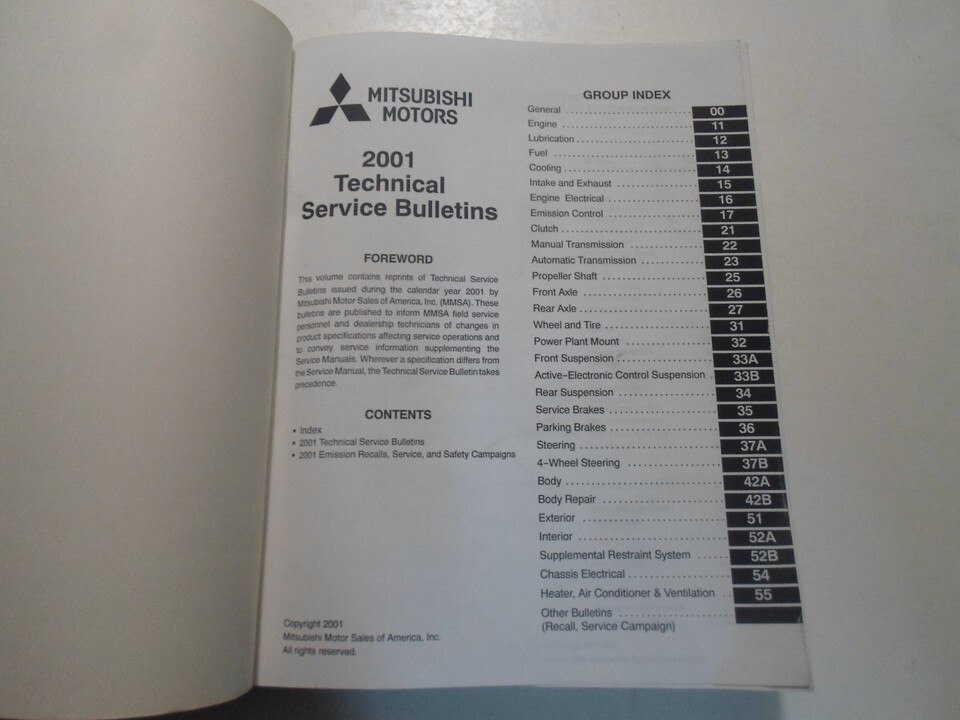 MITSUBISHI
MOTORS
2001
Technical
Service Bulletins
FOREWORD
This volume contains reprints of Technical Service
Bulletins issued during the calendar year 2001 by
Mitsubishi Motor Sales of America, Inc. (MMSA). These
bulletins are published to inform MMSA field service
personnel and dealership technicians of changes in
product specifications affecting service operations and
to convey service information supplementing the
Service Manuals. Wherever a specification differs from
the Service Manual, the Technical Service Bulletin takes
precedence.
CONTENTS
• Index
• 2001 Technical Service Bulletins
• 2001 Emission Recalls, Service, and Safety Campaigns
Copyright 2001
Mitsubishi Motor Sales of America, Inc.
All rights reserved.
GROUP INDEX
General 00
Engine 11
Lubrication 12
Fuel 13
Cooling 14
Intake and Exhaust 15
Engine Electrical 16
Emission Control 17
Clutch 21
Manual Transmission 22
Automatic Transmission 23
Propeller Shaft 25
Front Axle 26
Rear Axle 27
Wheel and Tire 31
Power Plant Mount 32
Front Suspension 33A
Active–Electronic Control Suspension 33B
Rear Suspension 34
Service Brakes 35
Parking Brakes 36
Steering 37A
4–Wheel Steering 37B
Body 42A
Body Repair 42B
Exterior 51
Interior 52A
Supplemental Restraint System 52B
Chassis Electrical 54
Heater, Air Conditioner & Ventilation 55
Other Bulletins
(Recall, Service Campaign)